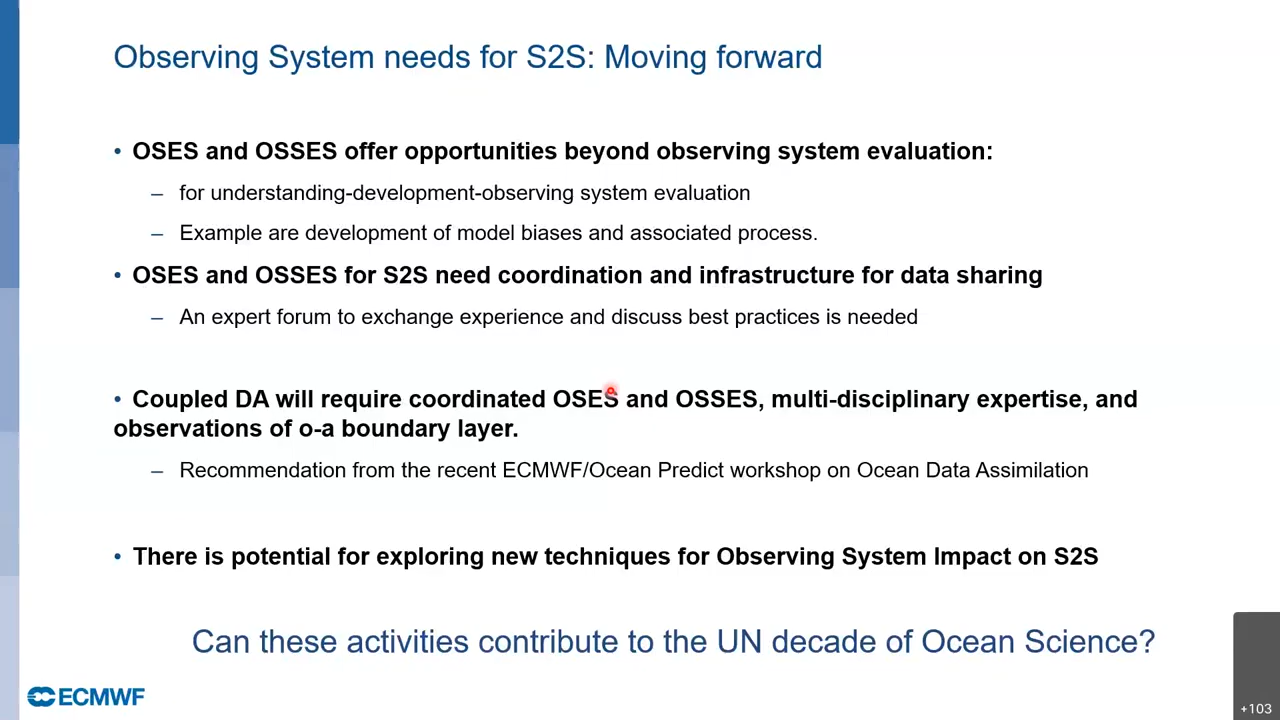 Observing System needs for S2S: Moving forward
• OSES and OSSES offer opportunities beyond observing system evaluation:
– for understanding-development-observing system evaluation
– Example are development of model biases and associated process.
• OSES and OSSES for S2S need coordination and infrastructure for data sharing
– An expert forum to exchange experience and discuss best practices is needed
• Coupled DA will require coordinated OSES and OSSES, multi-disciplinary expertise, and
observations of o-a boundary layer.
– Recommendation from the recent ECMWF/Ocean Predict workshop on Ocean Data Assimilation
• There is potential for exploring new techniques for Observing System Impact on S2S
Can these activities contribute to the UN decade of Ocean Science?
ECMWF
+103